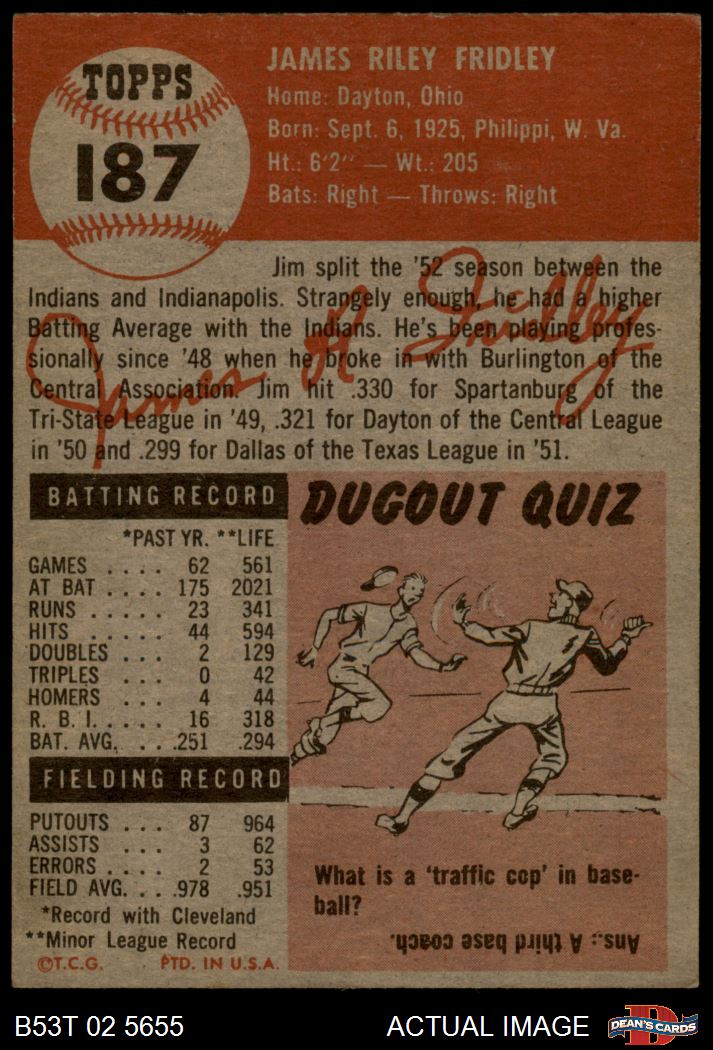 TOPPS
187
JAMES RILEY FRIDLEY
Home: Dayton, Ohio
Born: Sept. 6, 1925, Philippi, W. Va.
Ht.: 6'2" — Wt.: 205
Bats: Right — Throws: Right
Jim split the '52 season between the
Indians and Indianapolis. Strangely enough, he had a higher
Batting Average with the Indians. He's been playing profes-
sionally since '48 when he broke in with Burlington of the
Central Association. Jim hit .330 for Spartanburg of the
Tri-State League in '49, .321 for Dayton of the Central League
in '50 and .299 for Dallas of the Texas League in '51.
James R Fridley
BATTING RECORD
*PAST YR. **LIFE
GAMES .... 62 561
AT BAT .... 175 2021
RUNS ..... 23 341
HITS ..... 44 594
DOUBLES ... 2 129
TRIPLES ... 0 42
HOMERS ... 4 44
R. B. I. .... 16 318
BAT. AVG. ...251 .294
FIELDING RECORD
PUTOUTS ... 87 964
ASSISTS ... 3 62
ERRORS .... 2 53
FIELD AVG. ...978 .951
*Record with Cleveland
**Minor League Record
©T.C.G. PTD. IN U.S.A.
DUGOUT QUIZ
What is a 'traffic cop' in base-
ball?
Ans.: A third base coach.
B53T 02 5655
ACTUAL IMAGE
D
DEAN'S CARDS